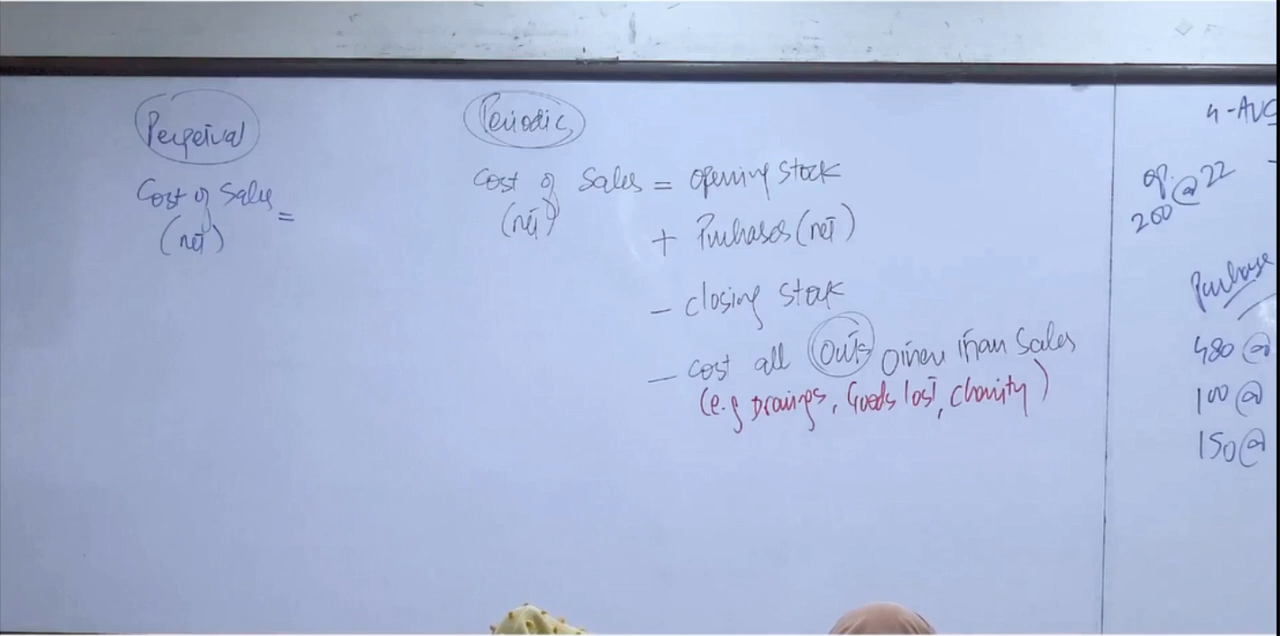 Perpetual
Cost of Sales
(net) =
Periodic
Cost of Sales = opening stock
(net)
+ Purchases (net)
- closing stock
- cost all outs other than Sales
(e.g Drawings, Goods lost, charity)
4-AUG
op.
200 @ 22
Purchase
480 @
100 @
150 @